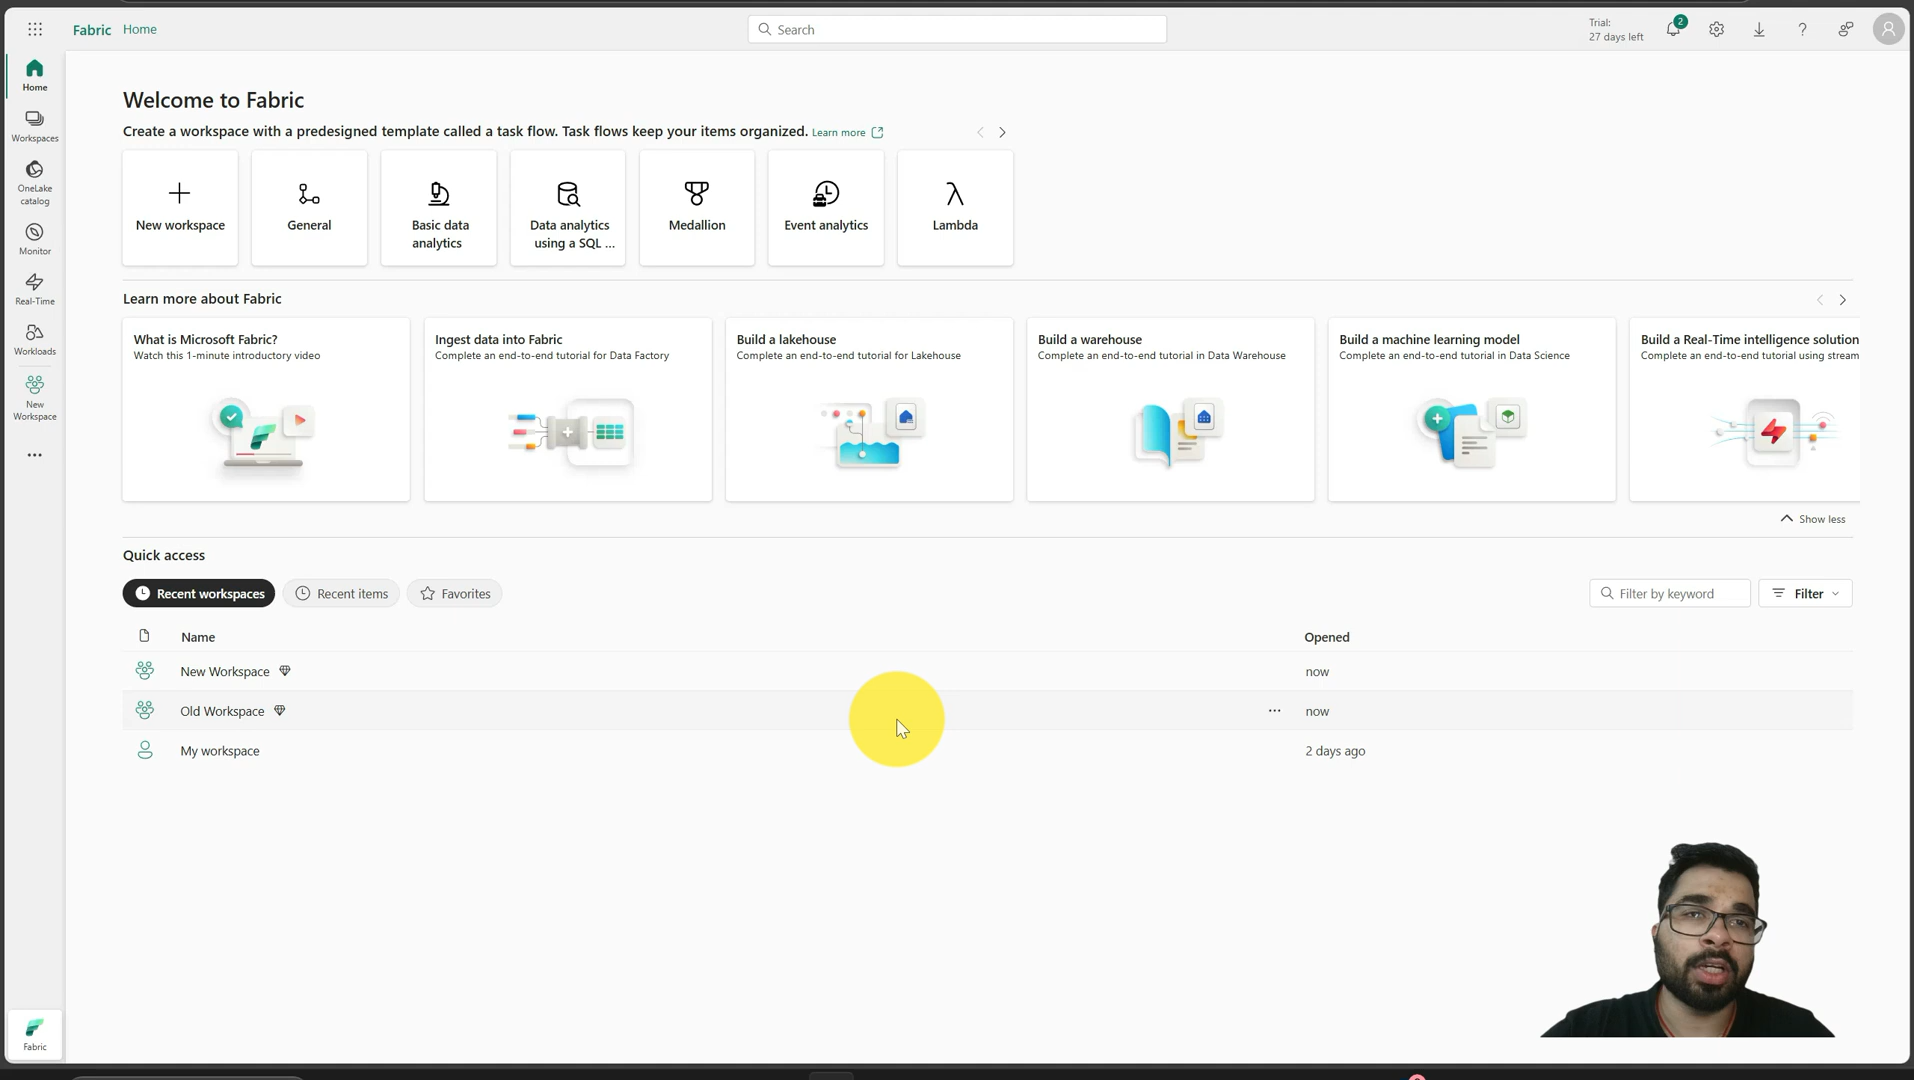 Fabric Home
Search
Trial:
27 days left
2
Home
Workspaces
OneLake
catalog
Monitor
Real-Time
Workloads
New
Workspace
Fabric
Welcome to Fabric
Create a workspace with a predesigned template called a task flow. Task flows keep your items organized. Learn more
New workspace
General
Basic data
analytics
Data analytics
using a SQL ...
Medallion
Event analytics
Lambda
Learn more about Fabric
What is Microsoft Fabric?
Watch this 1-minute introductory video
Ingest data into Fabric
Complete an end-to-end tutorial for Data Factory
Build a lakehouse
Complete an end-to-end tutorial for Lakehouse
Build a warehouse
Complete an end-to-end tutorial in Data Warehouse
Build a machine learning model
Complete an end-to-end tutorial in Data Science
Build a Real-Time intelligence solution
Complete an end-to-end tutorial using stream
Show less
Quick access
Recent workspaces
Recent items
Favorites
Filter by keyword
Filter
Name Opened
New Workspace now
Old Workspace ... now
My workspace 2 days ago